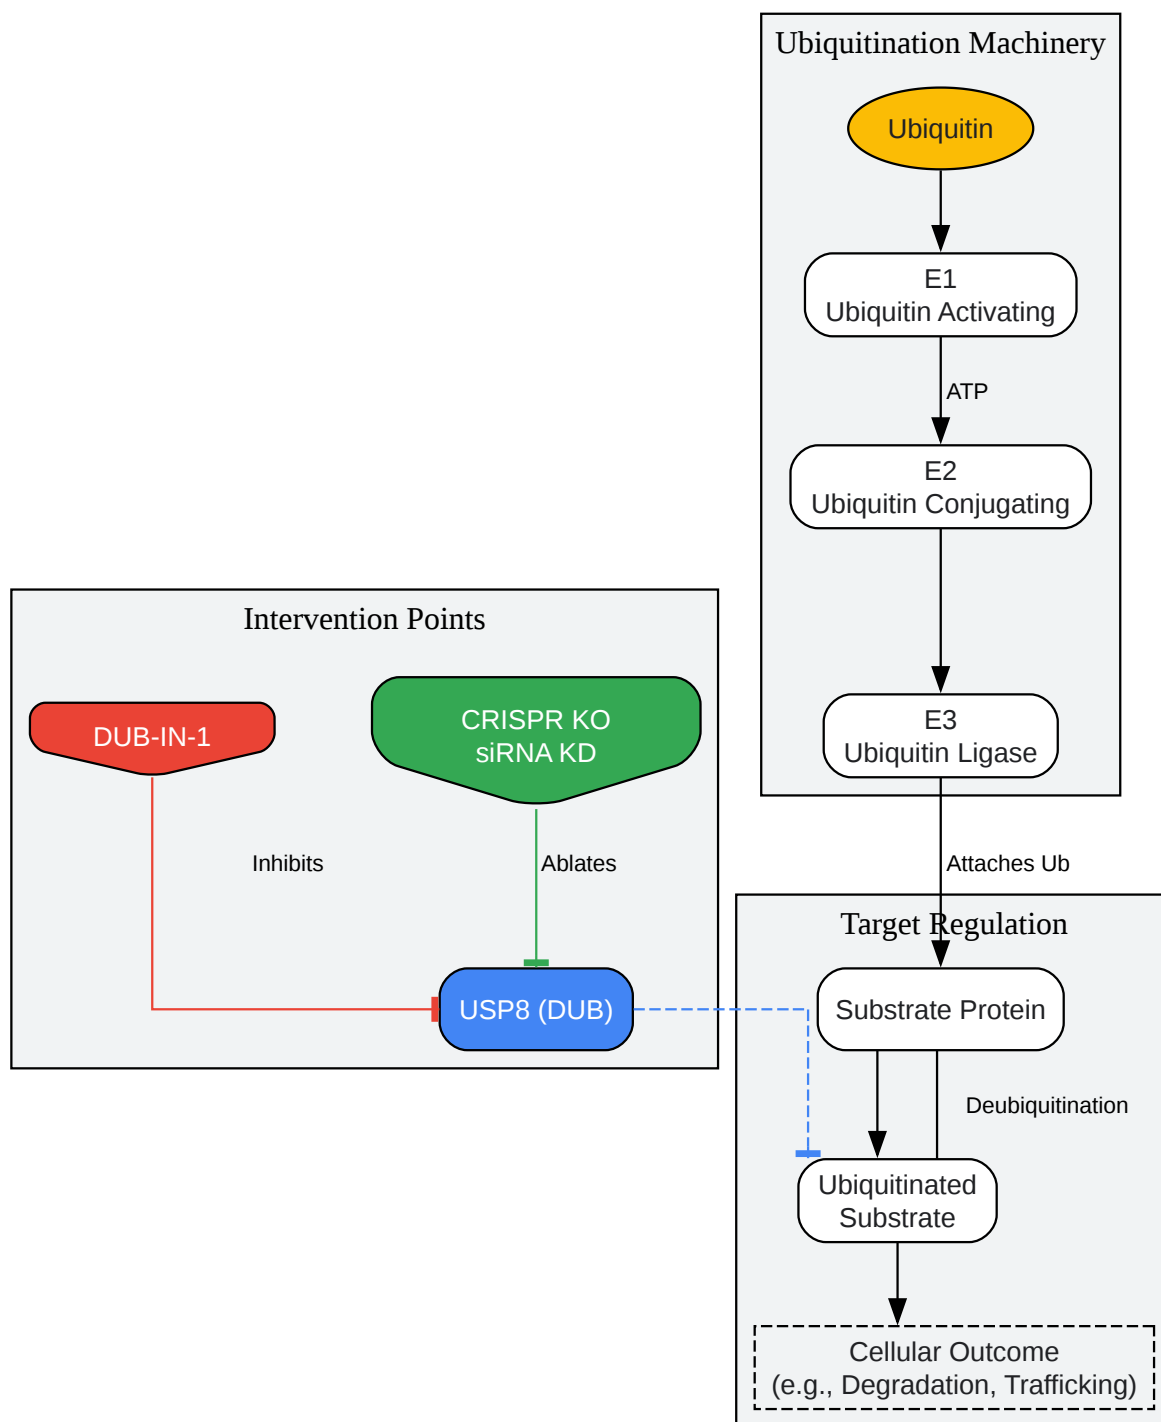 Ubiquitination Machinery
Ubiquitin
E1
Ubiquitin Activating
ATP
E2
Ubiquitin Conjugating
E3
Ubiquitin Ligase
Attaches Ub
Intervention Points
DUB-IN-1
CRISPR KO
siRNA KD
Inhibits
Ablates
USP8 (DUB)
Target Regulation
Substrate Protein
Deubiquitination
Ubiquitinated
Substrate
Cellular Outcome
(e.g., Degradation, Trafficking)